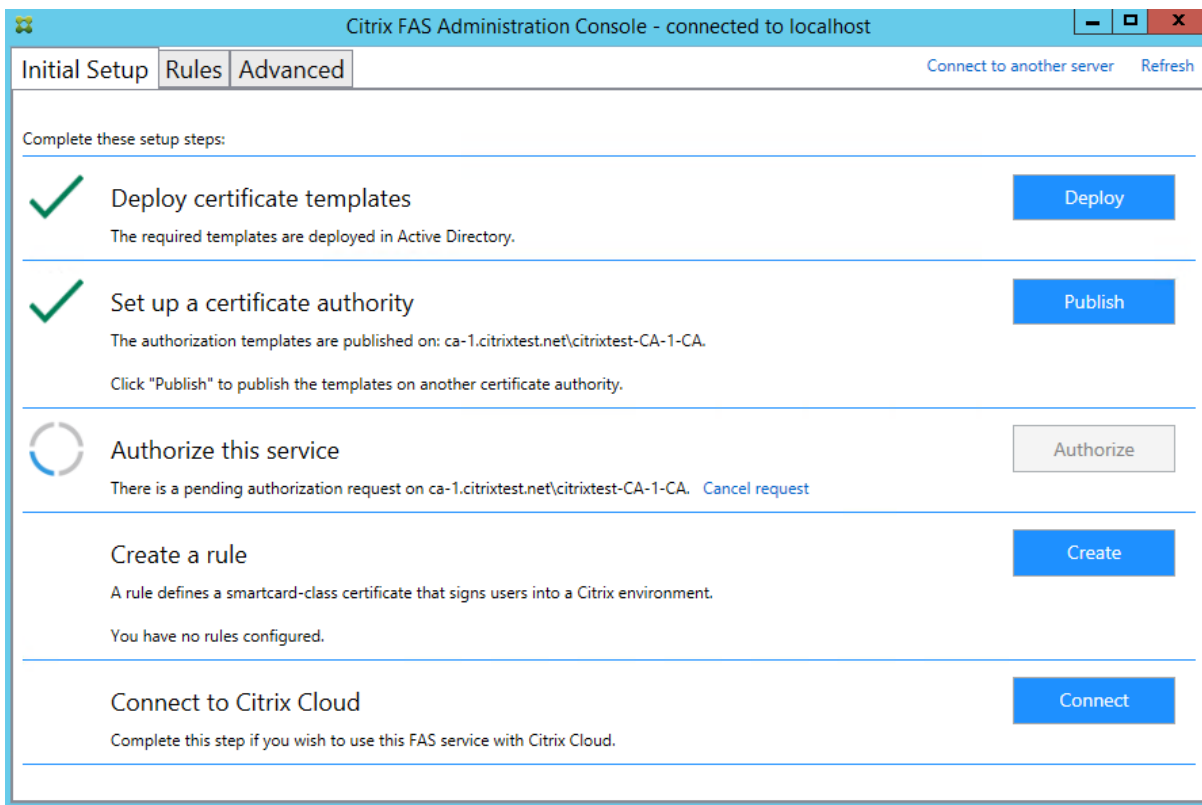 Citrix FAS Administration Console - connected to localhost
Initial Setup Rules Advanced Connect to another server Refresh
Complete these setup steps:
Deploy certificate templates Deploy
The required templates are deployed in Active Directory.
Set up a certificate authority Publish
The authorization templates are published on: ca-1.citrixtest.net\citrixtest-CA-1-CA.
Click "Publish" to publish the templates on another certificate authority.
Authorize this service Authorize
There is a pending authorization request on ca-1.citrixtest.net\citrixtest-CA-1-CA. Cancel request
Create a rule Create
A rule defines a smartcard-class certificate that signs users into a Citrix environment.
You have no rules configured.
Connect to Citrix Cloud Connect
Complete this step if you wish to use this FAS service with Citrix Cloud.